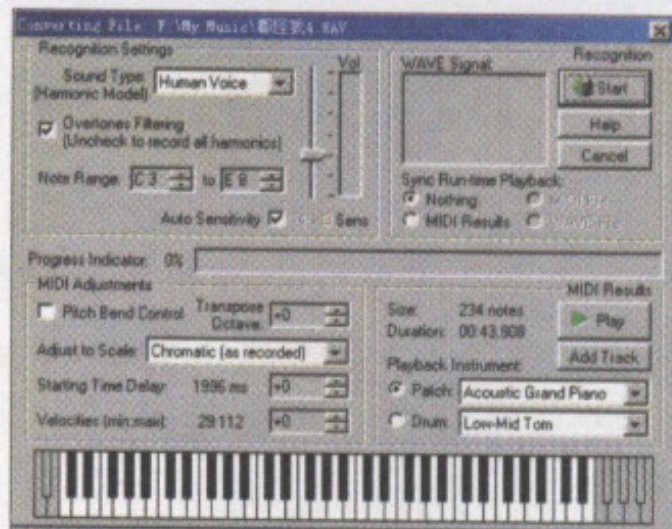 Converting File: F:\My Music\
Recognition Settings
Sound Type:
(Harmonic Model)
Human Voice
Vol
Overtones Filtering
(Uncheck to record all harmonics)
Note Range: C 3 to E 8
Auto Sensitivity
Sens
WAVE Signal:
Recognition
Start
Help
Cancel
Sync Run-time Playback:
Nothing
MIDI Results
Progress Indicator: 0%
MIDI Adjustments
Pitch Bend Control
Transpose
Octave:
+0
Adjust to Scale: Chromatic (as recorded)
Starting Time Delay: 1996 ms +0
Velocities (min:max): 29:112 +0
MIDI Results
Size: 234 notes
Duration: 00:43.908
Play
Add Track
Playback Instrument:
Patch: Acoustic Grand Piano
Drum: Low-Mid Tom